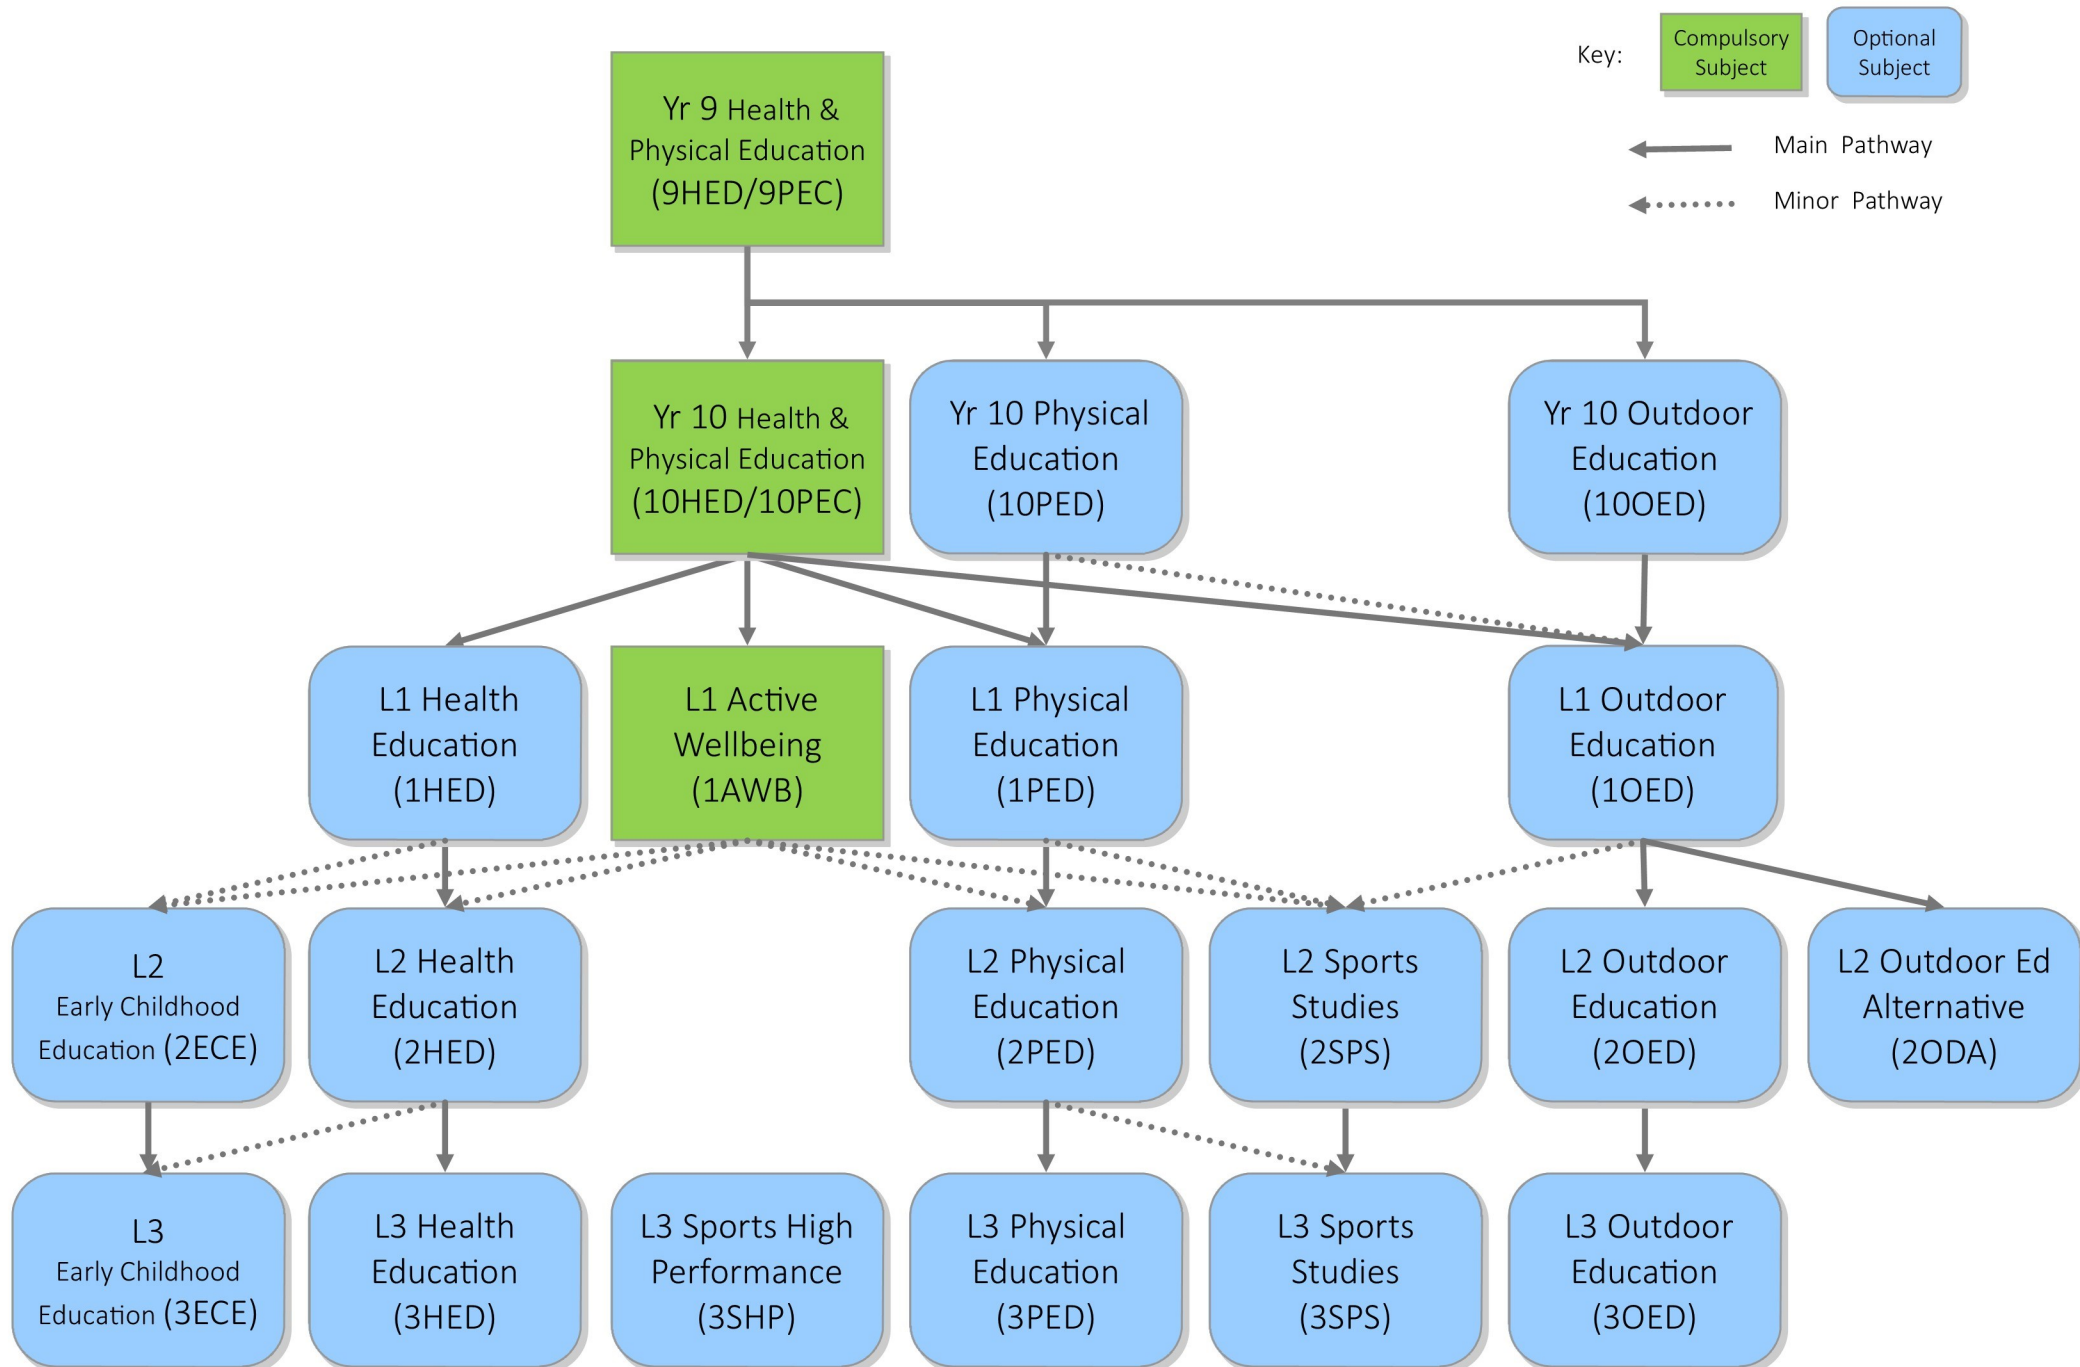 Key:
Compulsory
Subject
Optional
Subject
Main Pathway
Minor Pathway
Yr 9 Health &
Physical Education
(9HED/9PEC)
Yr 10 Health &
Physical Education
(10HED/10PEC)
Yr 10 Physical
Education
(10PED)
Yr 10 Outdoor
Education
(10OED)
L1 Health
Education
(1HED)
L1 Active
Wellbeing
(1AWB)
L1 Physical
Education
(1PED)
L1 Outdoor
Education
(1OED)
L2
Early Childhood
Education (2ECE)
L2 Health
Education
(2HED)
L2 Physical
Education
(2PED)
L2 Sports
Studies
(2SPS)
L2 Outdoor
Education
(2OED)
L2 Outdoor Ed
Alternative
(2ODA)
L3
Early Childhood
Education (3ECE)
L3 Health
Education
(3HED)
L3 Sports High
Performance
(3SHP)
L3 Physical
Education
(3PED)
L3 Sports
Studies
(3SPS)
L3 Outdoor
Education
(3OED)